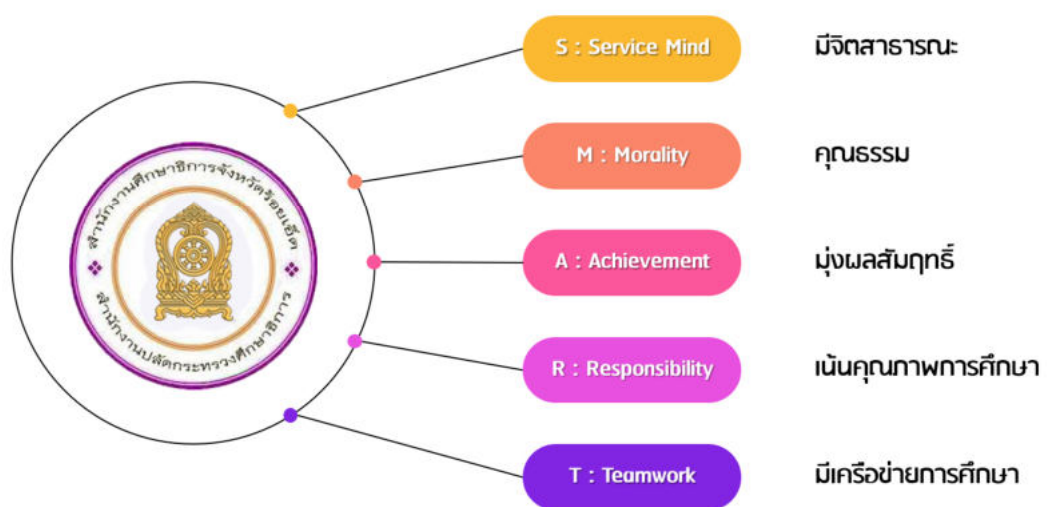 สำนักงานศึกษาธิการจังหวัดร้อยเอ็ด
สำนักงานปลัดกระทรวงศึกษาธิการ
S : Service Mind มีจิตสาธารณะ
M : Morality คุณธรรม
A : Achievement มุ่งผลสัมฤทธิ์
R : Responsibility เน้นคุณภาพการศึกษา
T : Teamwork มีเครือข่ายการศึกษา